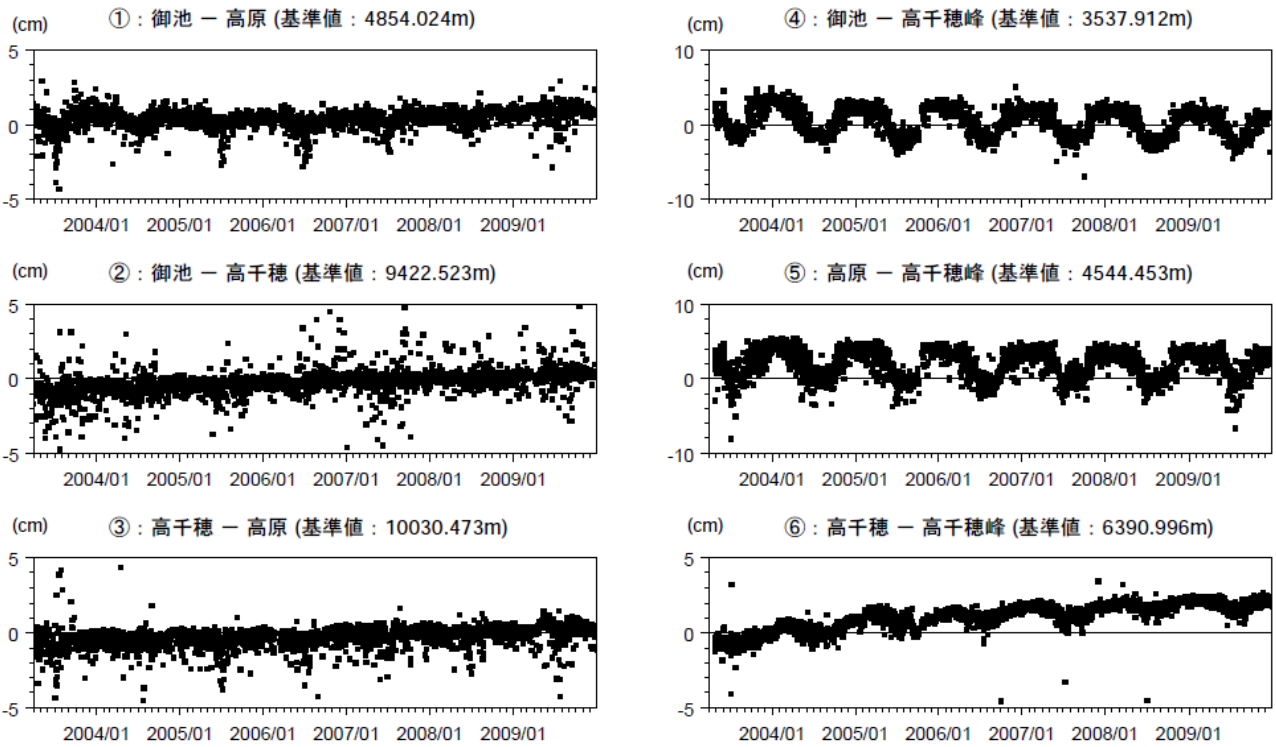 (cm) ①：御池 － 高原 (基準値：4854.024m)
5
0
-5
2004/01 2005/01 2006/01 2007/01 2008/01 2009/01
(cm) ②：御池 － 高千穂 (基準値：9422.523m)
5
0
-5
2004/01 2005/01 2006/01 2007/01 2008/01 2009/01
(cm) ③：高千穂 － 高原 (基準値：10030.473m)
5
0
-5
2004/01 2005/01 2006/01 2007/01 2008/01 2009/01
(cm) ④：御池 － 高千穂峰 (基準値：3537.912m)
10
0
-10
2004/01 2005/01 2006/01 2007/01 2008/01 2009/01
(cm) ⑤：高原 － 高千穂峰 (基準値：4544.453m)
10
0
-10
2004/01 2005/01 2006/01 2007/01 2008/01 2009/01
(cm) ⑥：高千穂 － 高千穂峰 (基準値：6390.996m)
5
0
-5
2004/01 2005/01 2006/01 2007/01 2008/01 2009/01